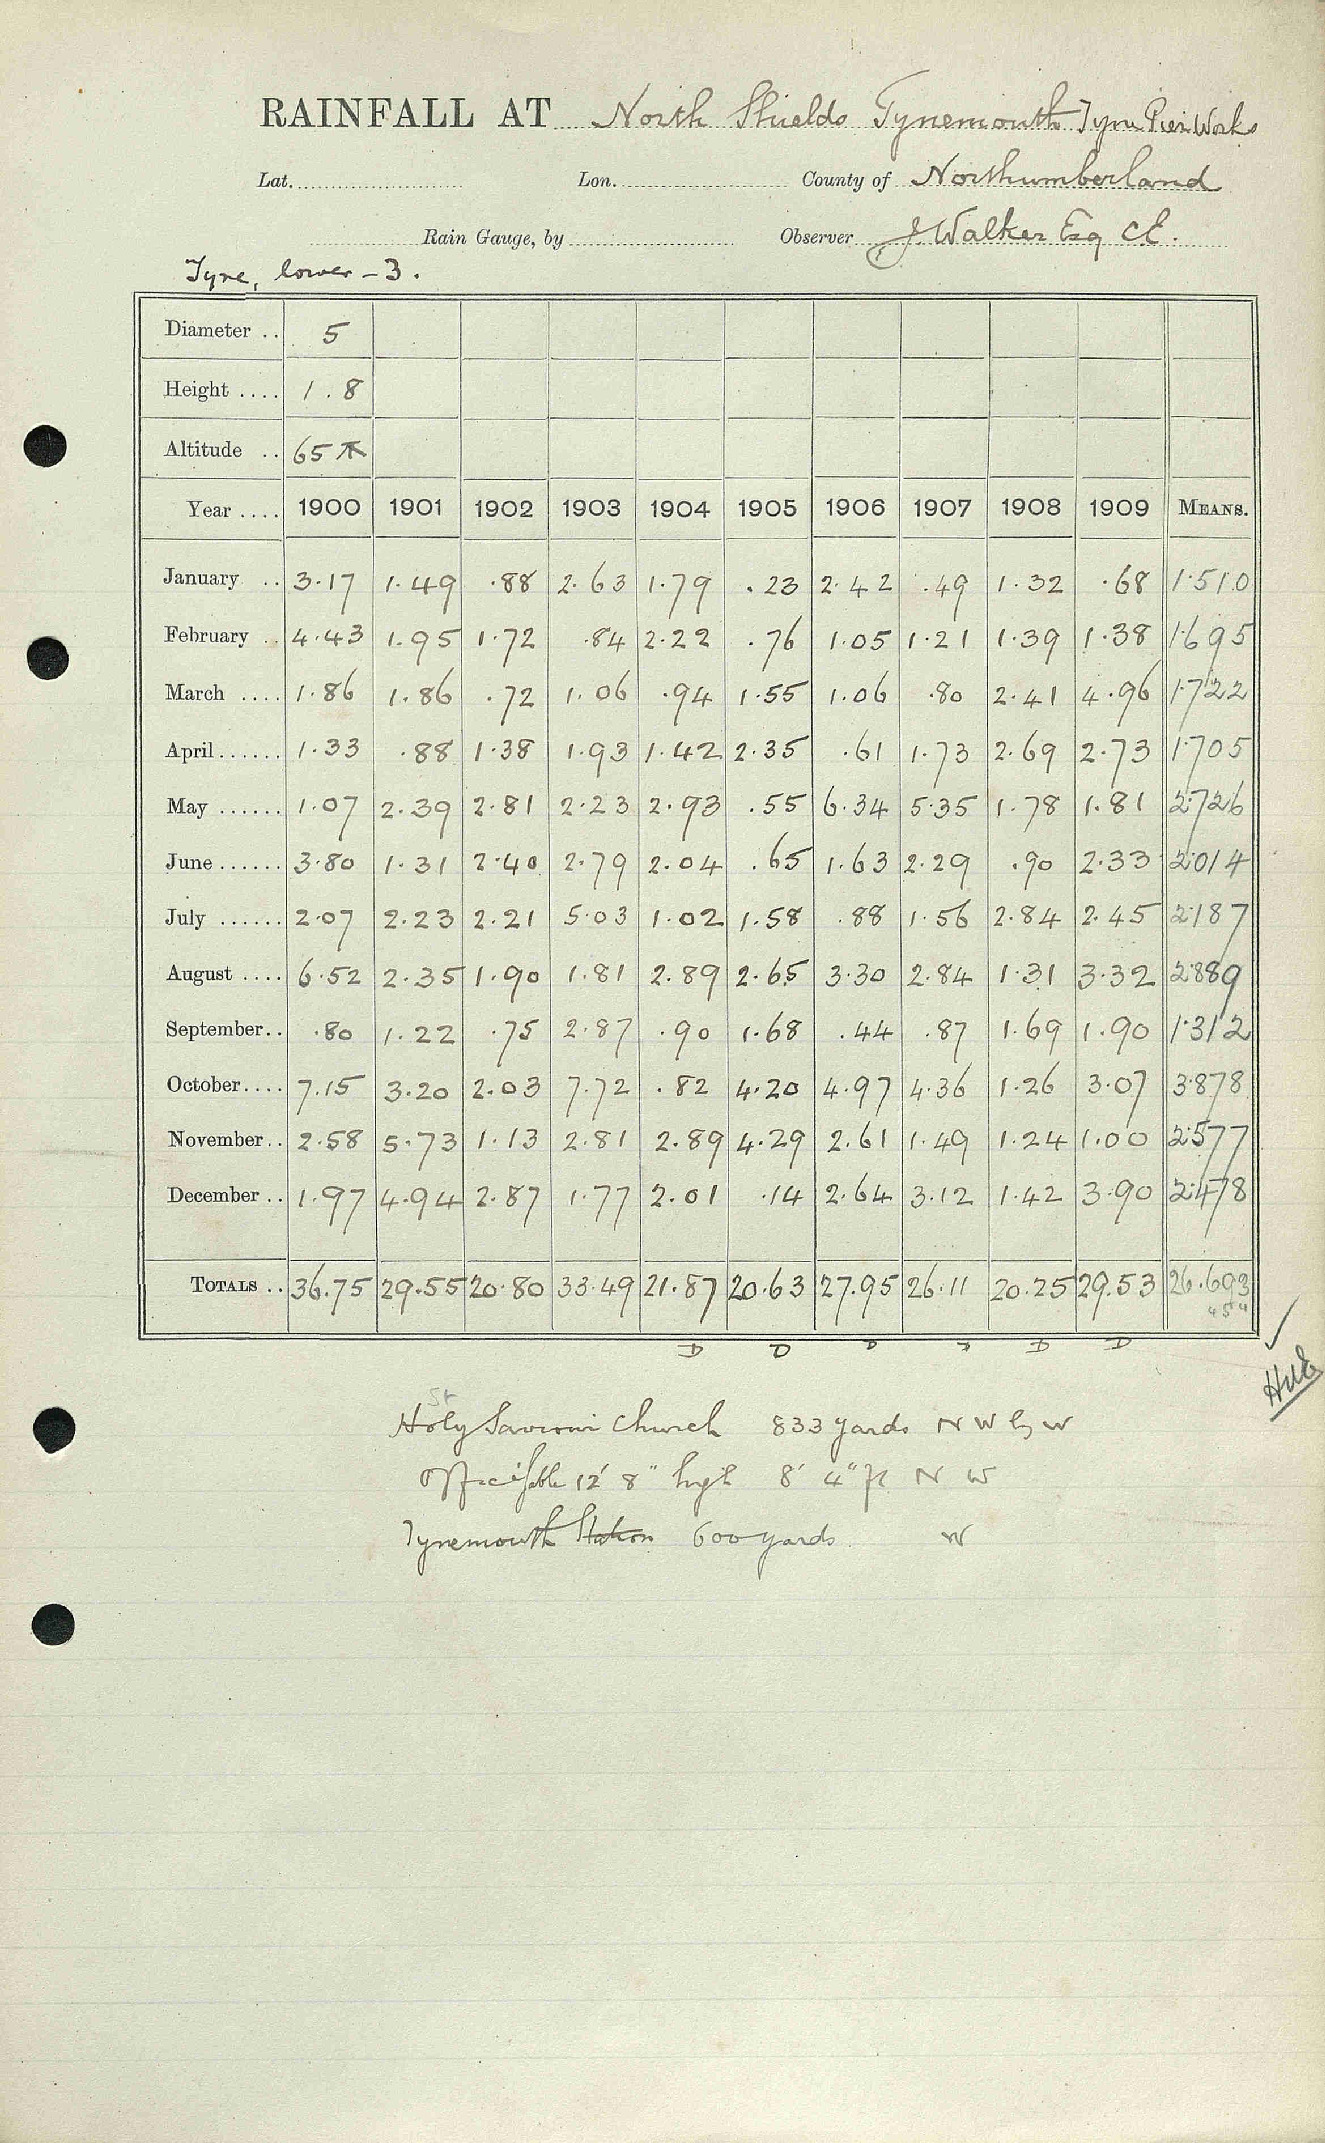 RAINFALL AT North Shields Tynemouth Tyne Pier Works
Lat. Lon. County of Northumberland
Rain Gauge, by Observer J Walker Esq CE.
Tyne, lower - 3.
Diameter .. 5
Height .... 1.8
Altitude .. 65
Year .... 1900 1901 1902 1903 1904 1905 1906 1907 1908 1909 MEANS.
January .. 3.17 1.49 .88 2.63 1.79 .23 2.42 .49 1.32 .68 1.510
February .. 4.43 1.95 1.72 .84 2.22 .76 1.05 1.21 1.39 1.38 1.695
March .... 1.86 1.86 .72 1.06 .94 1.55 1.06 .80 2.41 4.96 1.722
April ...... 1.33 .88 1.38 1.93 1.42 2.35 .61 1.73 2.69 2.73 1.705
May ...... 1.07 2.39 2.81 2.23 2.93 .55 6.34 5.35 1.78 1.81 2.726
June ...... 3.80 1.31 2.40 2.79 2.04 .65 1.63 2.29 .90 2.33 2.014
July ...... 2.07 2.23 2.21 5.03 1.02 1.58 .88 1.56 2.84 2.45 2.187
August .... 6.52 2.35 1.90 1.81 2.89 2.65 3.30 2.84 1.31 3.32 2.889
September .. .80 1.22 .75 2.87 .90 1.68 .44 .87 1.69 1.90 1.312
October .... 7.15 3.20 2.03 7.72 .82 4.20 4.97 4.36 1.26 3.07 3.878
November .. 2.58 5.73 1.13 2.81 2.89 4.29 2.61 1.49 1.24 1.00 2.577
December .. 1.97 4.94 2.87 1.77 2.01 .14 2.64 3.12 1.42 3.90 2.478
TOTALS .. 36.75 29.55 20.80 33.49 21.87 20.63 27.95 26.11 20.25 29.53 26.693
D D D D D D
St
Holy Saviour Church 833 yards N W by W
12' 8" high 8' 4" N W
Tynemouth Station 600 yards W